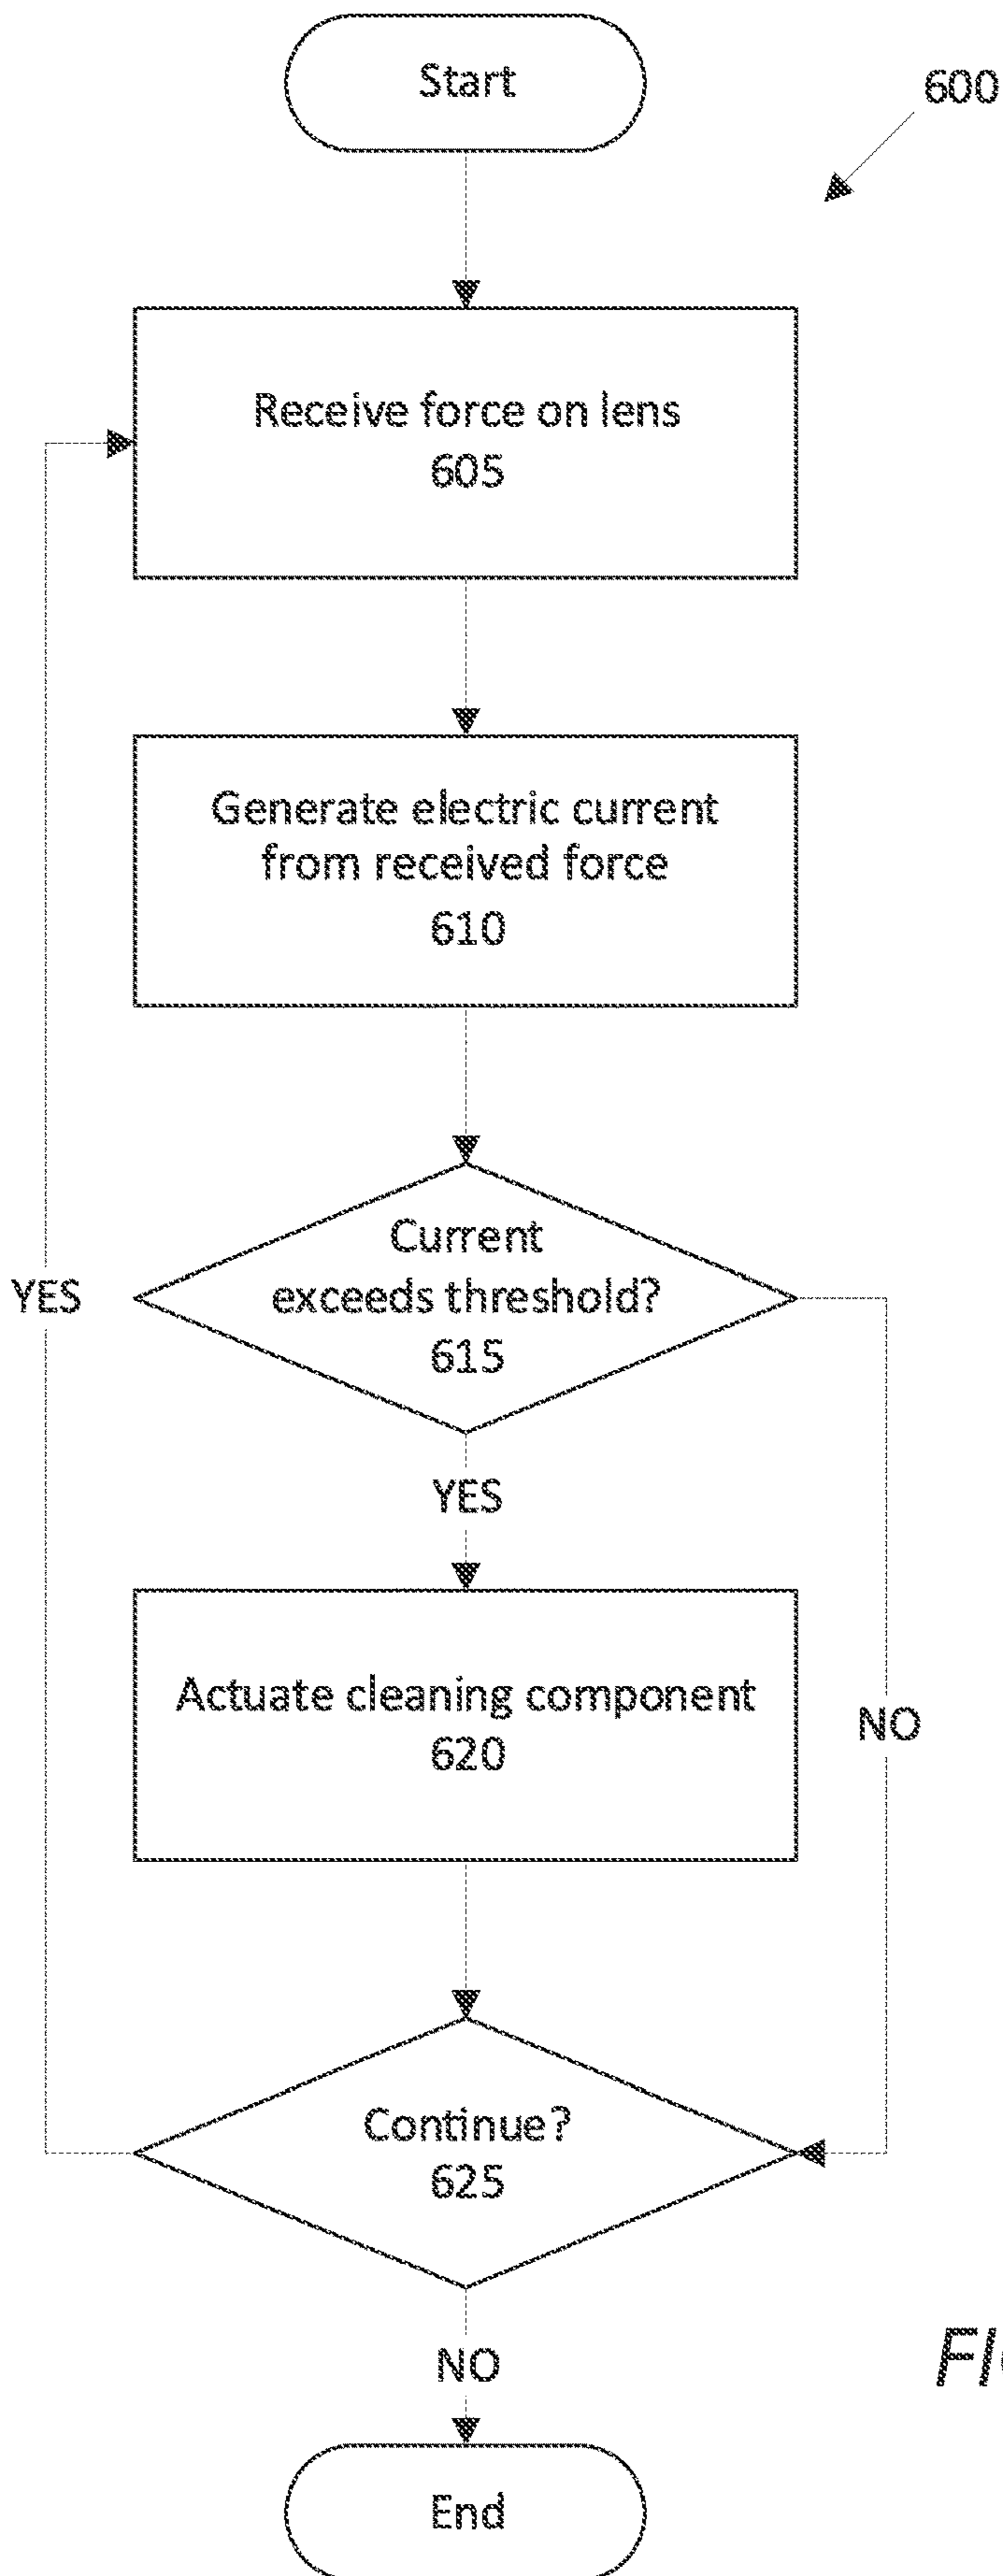 Start
600
Receive force on lens
605
Generate electric current
from received force
610
Current
exceeds threshold?
615
YES
YES
Actuate cleaning component
620
NO
Continue?
625
NO
End